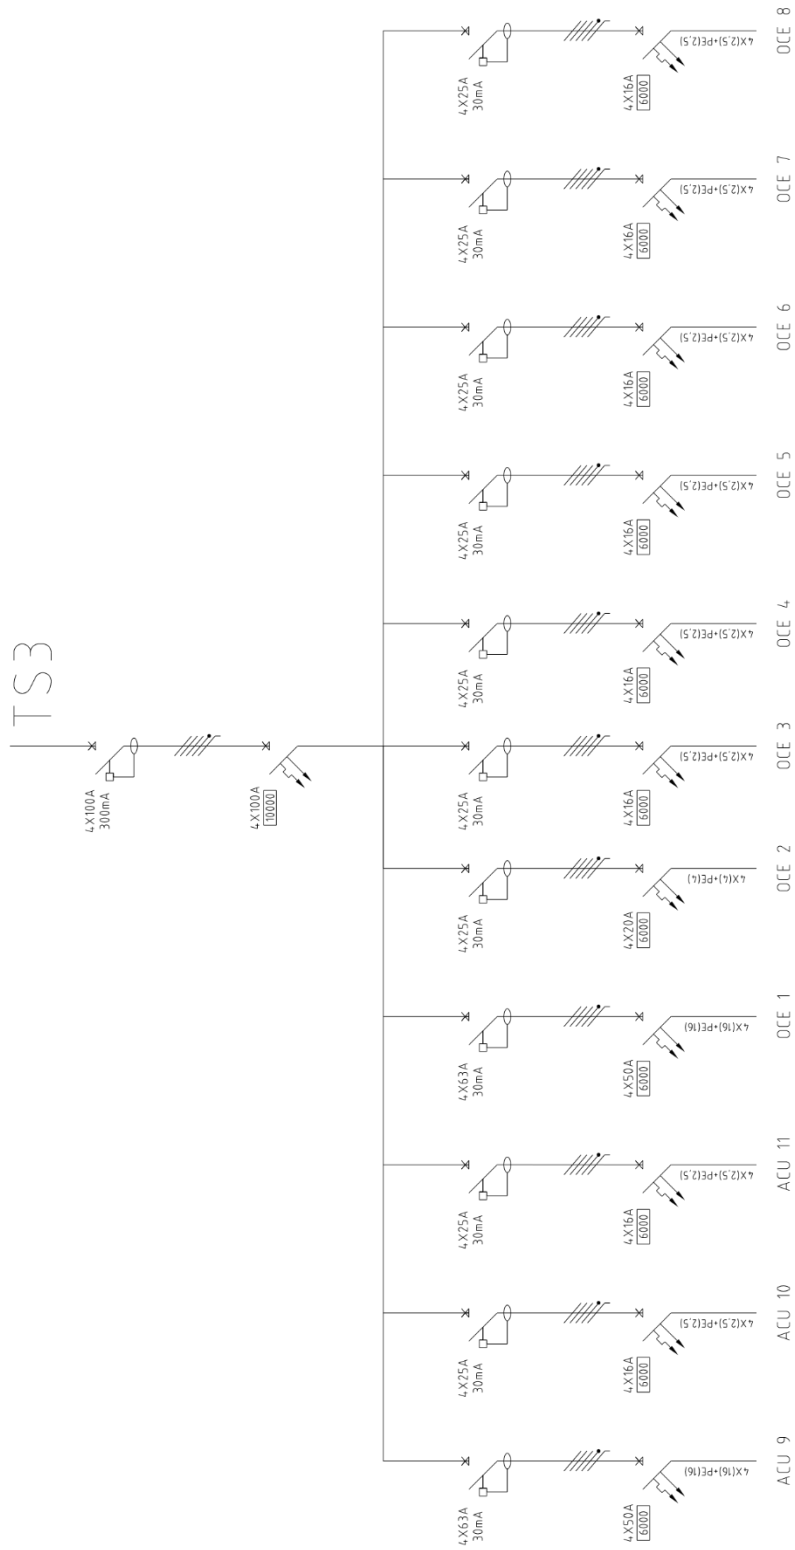 TS3
4X100A
300mA
4X100A
10000
4X63A
30mA
4X25A
30mA
4X25A
30mA
4X63A
30mA
4X25A
30mA
4X25A
30mA
4X25A
30mA
4X25A
30mA
4X25A
30mA
4X25A
30mA
4X25A
30mA
4X50A
6000
4X16A
6000
4X16A
6000
4X50A
6000
4X20A
6000
4X16A
6000
4X16A
6000
4X16A
6000
4X16A
6000
4X16A
6000
4X16A
6000
4X(16)+PE(16)
4X(2,5)+PE(2,5)
4X(2,5)+PE(2,5)
4X(16)+PE(16)
4X(4)+PE(4)
4X(2,5)+PE(2,5)
4X(2,5)+PE(2,5)
4X(2,5)+PE(2,5)
4X(2,5)+PE(2,5)
4X(2,5)+PE(2,5)
4X(2,5)+PE(2,5)
ACU 9
ACU 10
ACU 11
OCE 1
OCE 2
OCE 3
OCE 4
OCE 5
OCE 6
OCE 7
OCE 8